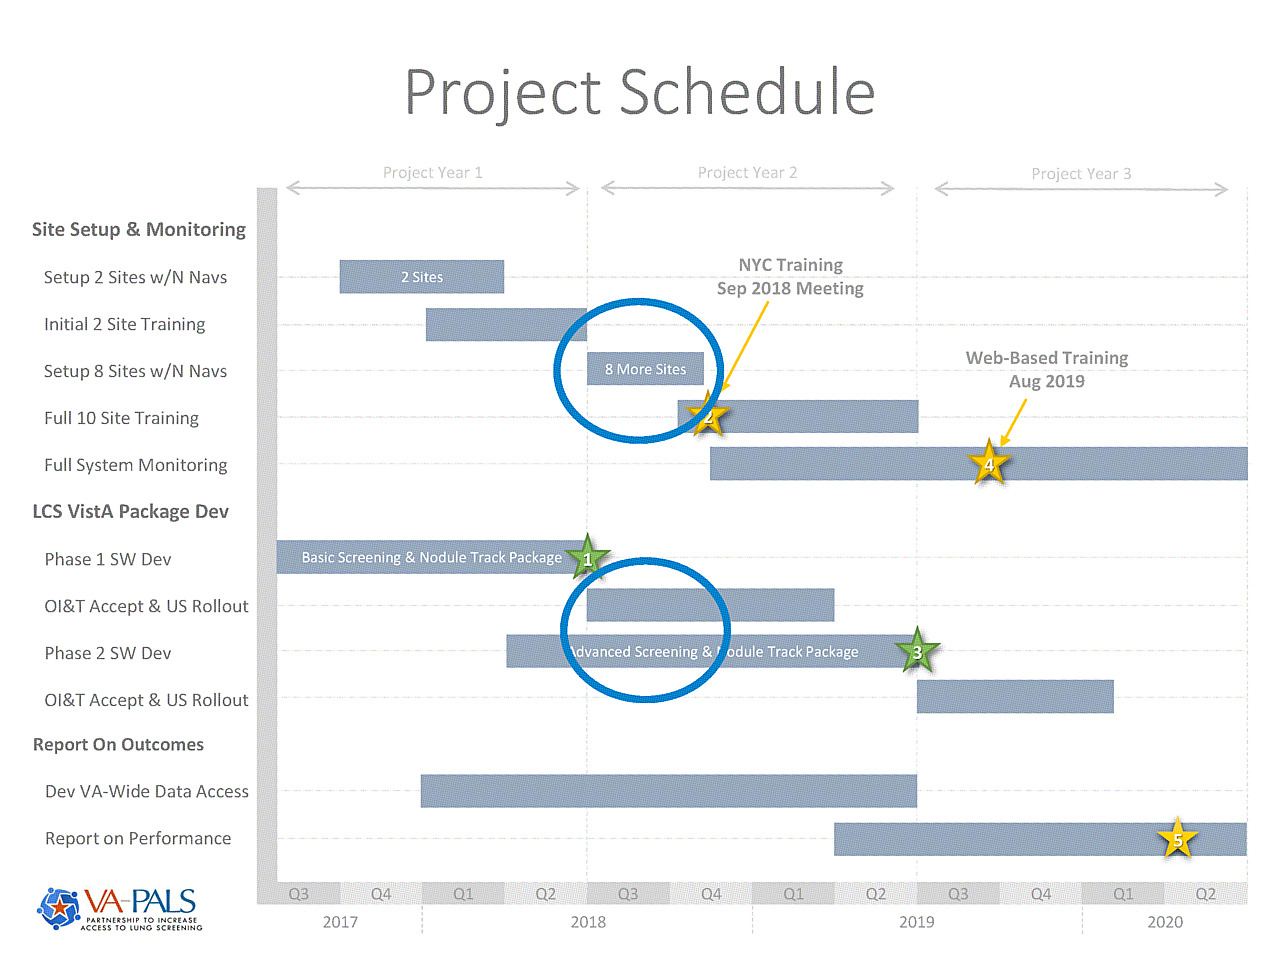 Project Schedule
Project Year 1
Project Year 2
Project Year 3
Site Setup & Monitoring
Setup 2 Sites w/N Navs
2 Sites
NYC Training
Sep 2018 Meeting
Initial 2 Site Training
Setup 8 Sites w/N Navs
8 More Sites
Web-Based Training
Aug 2019
Full 10 Site Training
2
Full System Monitoring
4
LCS VistA Package Dev
Phase 1 SW Dev
Basic Screening & Nodule Track Package
1
OI&T Accept & US Rollout
Phase 2 SW Dev
Advanced Screening & Nodule Track Package
3
OI&T Accept & US Rollout
Report On Outcomes
Dev VA-Wide Data Access
Report on Performance
5
Q3 Q4 Q1 Q2 Q3 Q4 Q1 Q2 Q3 Q4 Q1 Q2
2017 2018 2019 2020
VA-PALS
PARTNERSHIP TO INCREASE
ACCESS TO LUNG SCREENING